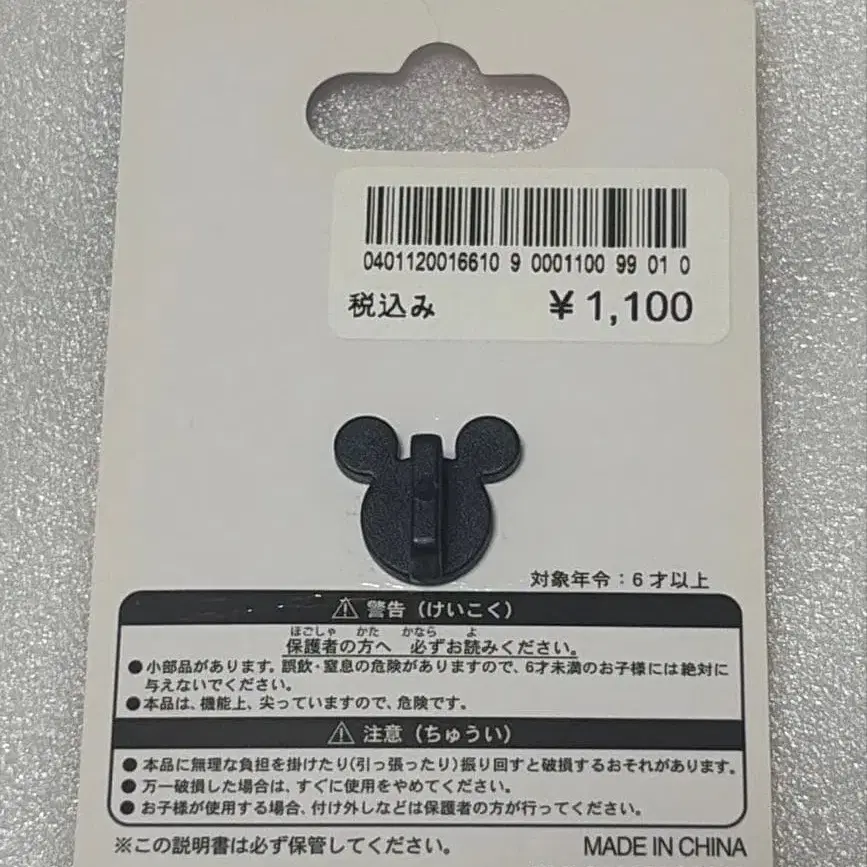 0401120016610 9 0001100 99 01 0
税込み ¥1,100
対象年令：6才以上
⚠ 警告（けいこく）
ほごしゃ かた かなら よ
保護者の方へ 必ずお読みください。
●小部品があります。誤飲・窒息の危険がありますので、6才未満のお子様には絶対に
与えないでください。
●本品は、機能上、尖っていますので、危険です。
⚠ 注意（ちゅうい）
●本品に無理な負担を掛けたり(引っ張ったり)振り回すと破損するおそれがあります。
●万一破損した場合は、すぐに使用をやめてください。
●お子様が使用する場合、付け外しなどは保護者の方が行ってください。
※この説明書は必ず保管してください。 MADE IN CHINA